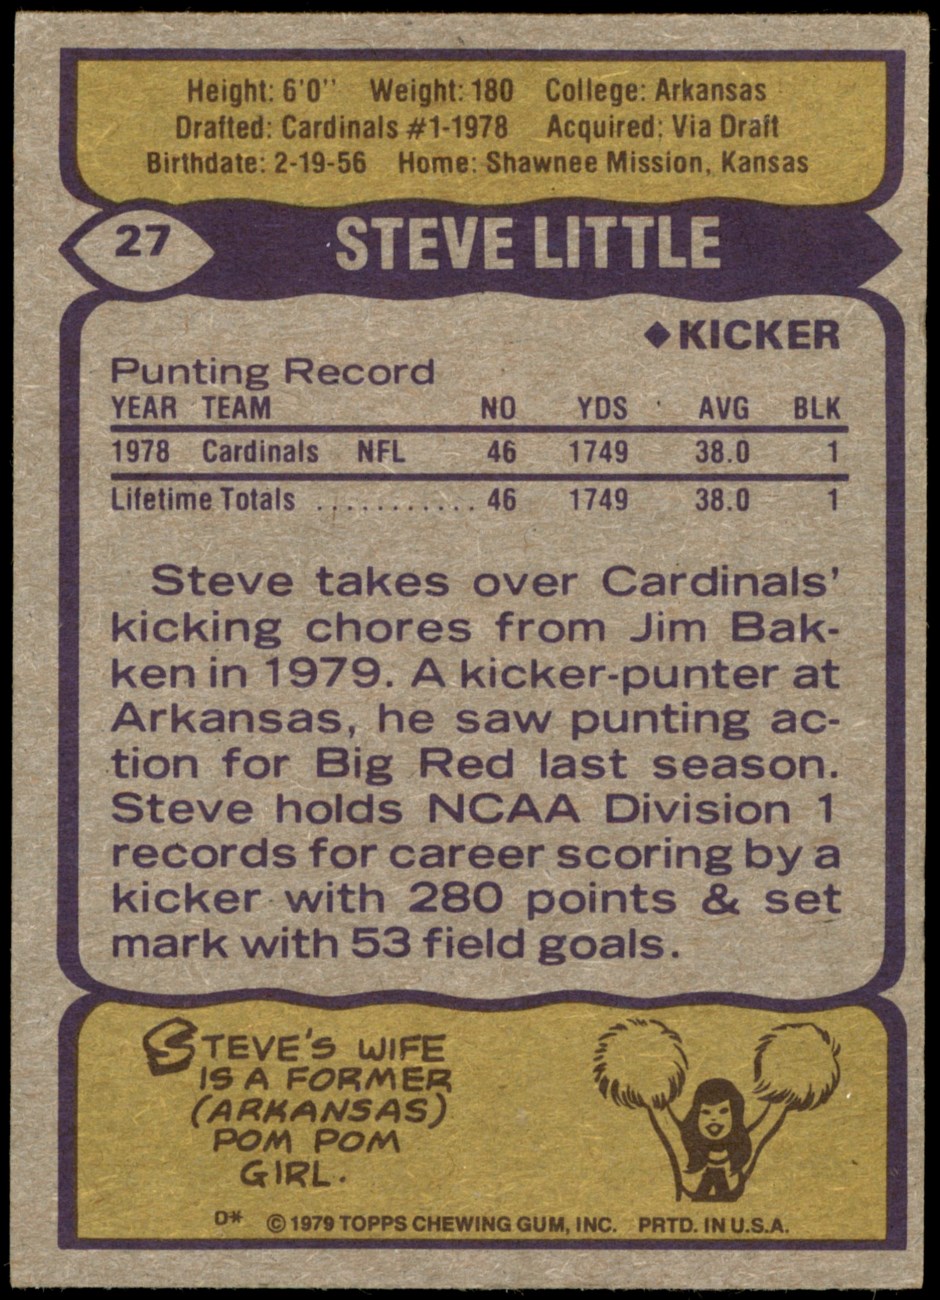 Height: 6'0'' Weight: 180 College: Arkansas
Drafted: Cardinals #1-1978 Acquired: Via Draft
Birthdate: 2-19-56 Home: Shawnee Mission, Kansas
27 STEVE LITTLE
◆KICKER
Punting Record
YEAR TEAM NO YDS AVG BLK
1978 Cardinals NFL 46 1749 38.0 1
Lifetime Totals ........... 46 1749 38.0 1
Steve takes over Cardinals'
kicking chores from Jim Bak-
ken in 1979. A kicker-punter at
Arkansas, he saw punting ac-
tion for Big Red last season.
Steve holds NCAA Division 1
records for career scoring by a
kicker with 280 points & set
mark with 53 field goals.
STEVE'S WIFE
IS A FORMER
(ARKANSAS)
POM POM
GIRL.
D* © 1979 TOPPS CHEWING GUM, INC. PRTD. IN U.S.A.